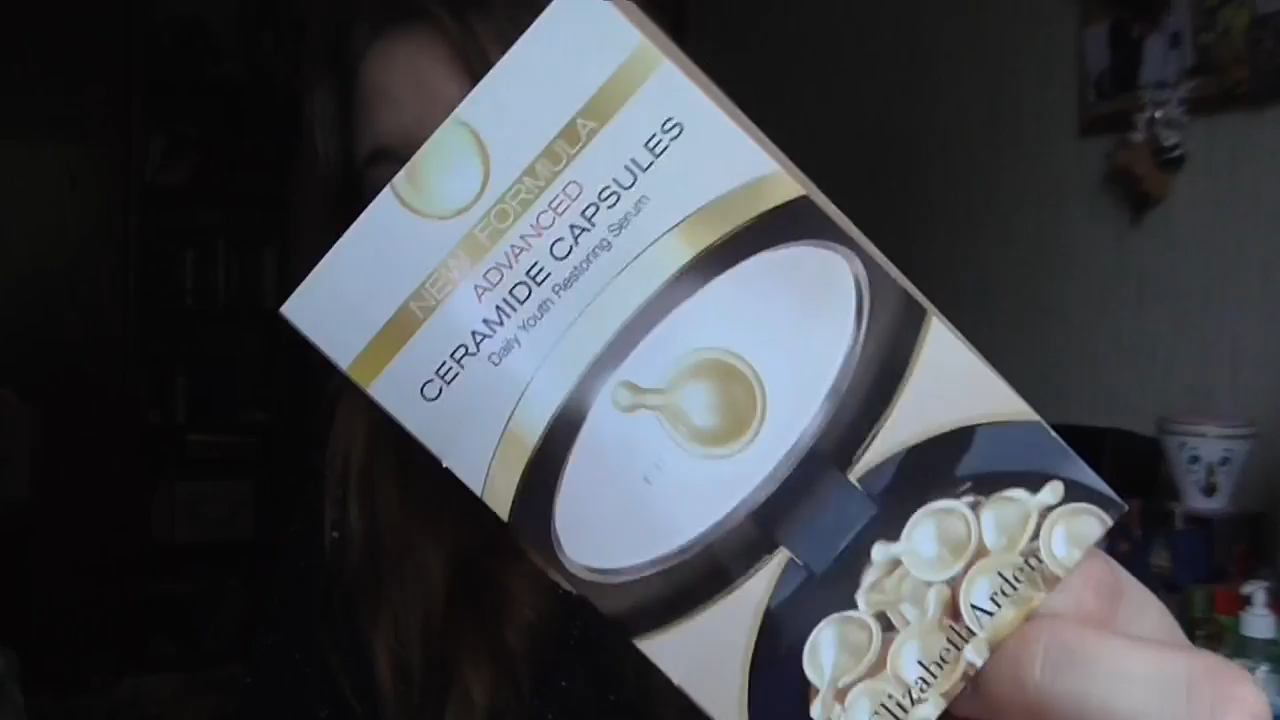 NEW FORMULA
ADVANCED
CERAMIDE CAPSULES
Daily Youth Restoring Serum
Elizabeth Arden